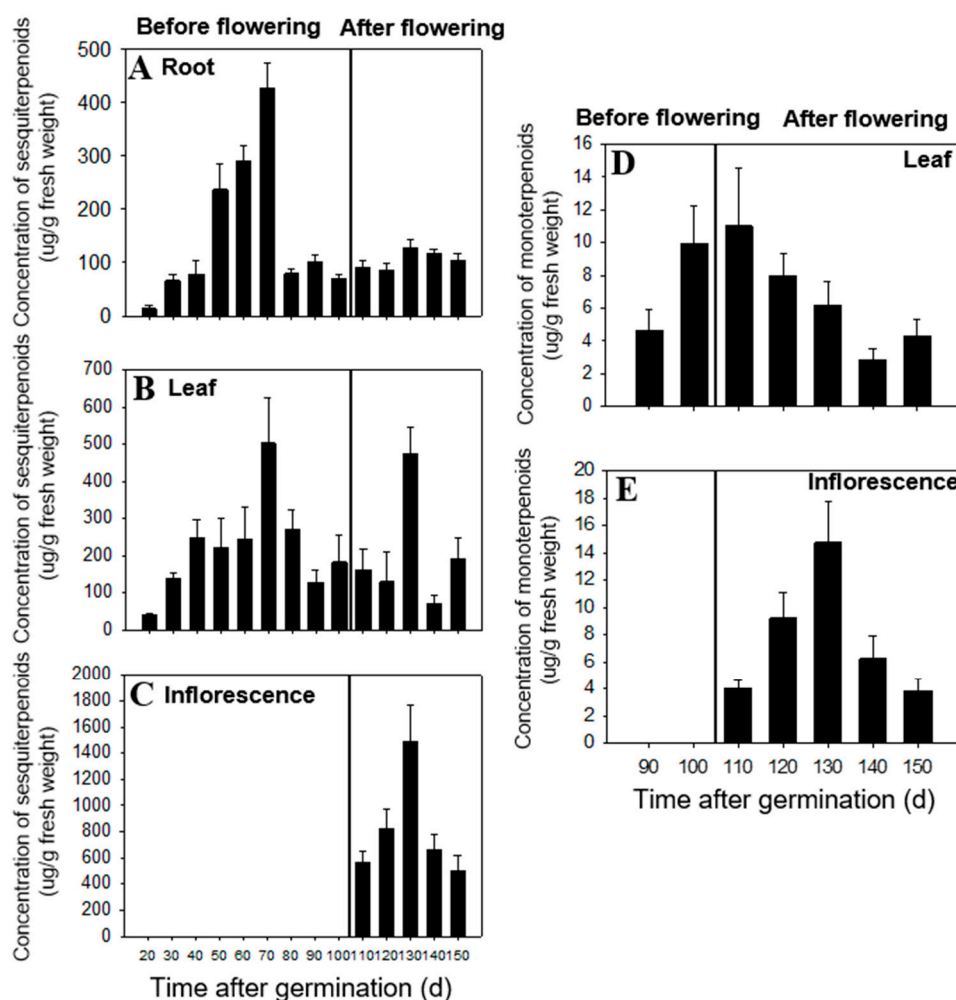 Before flowering After flowering
A Root
Concentration of sesquiterpenoids
(ug/g fresh weight)
500
400
300
200
100
0
B Leaf
Concentration of sesquiterpenoids
(ug/g fresh weight)
700
600
500
400
300
200
100
0
C Inflorescence
Concentration of sesquiterpenoids
(ug/g fresh weight)
2000
1800
1600
1400
1200
1000
800
600
400
200
0
20 30 40 50 60 70 80 90 100 110 120 130 140 150
Time after germination (d)
Before flowering After flowering
D Leaf
Concentration of monoterpenoids
(ug/g fresh weight)
16
14
12
10
8
6
4
2
0
E Inflorescence
Concentration of monoterpenoids
(ug/g fresh weight)
20
18
16
14
12
10
8
6
4
2
0
90 100 110 120 130 140 150
Time after germination (d)